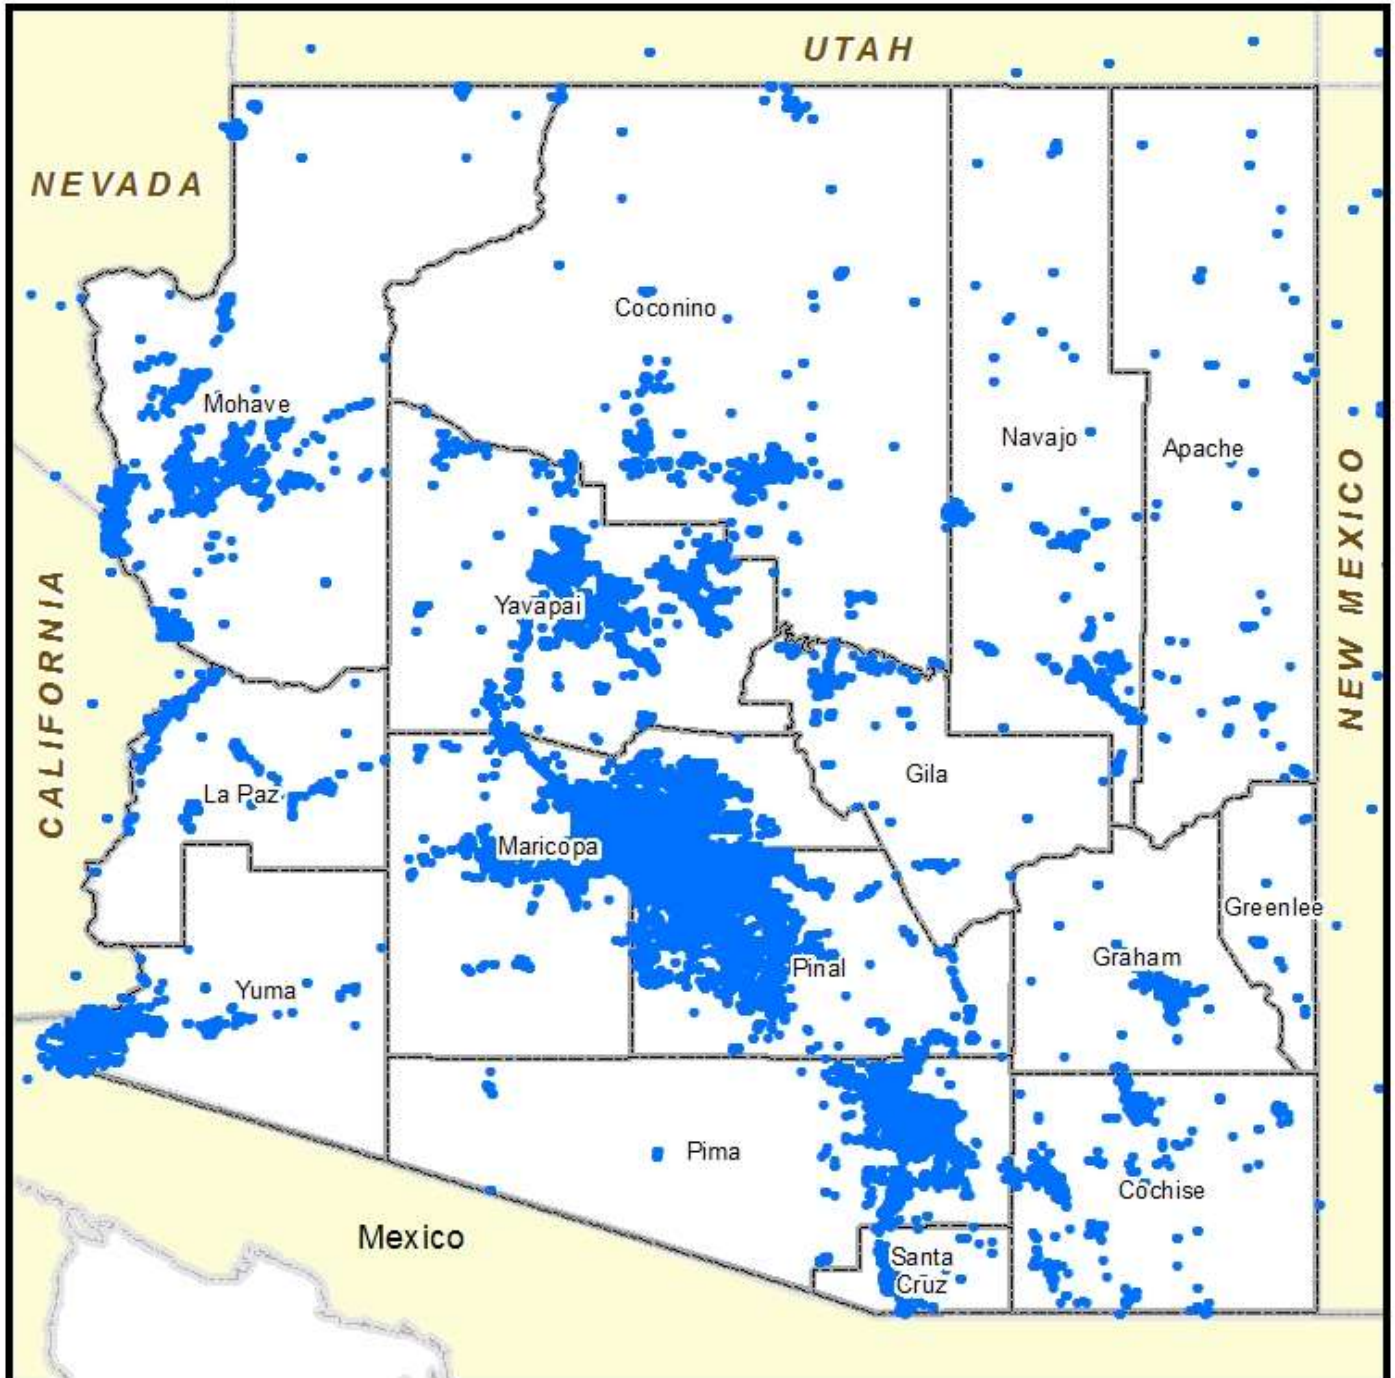 UTAH
NEVADA
Coconino
Mohave
Navajo
Apache
NEW MEXICO
CALIFORNIA
Yavapai
Gila
La Paz
Maricopa
Greenlee
Graham
Pinal
Yuma
Pima
Cochise
Mexico
Santa
Cruz